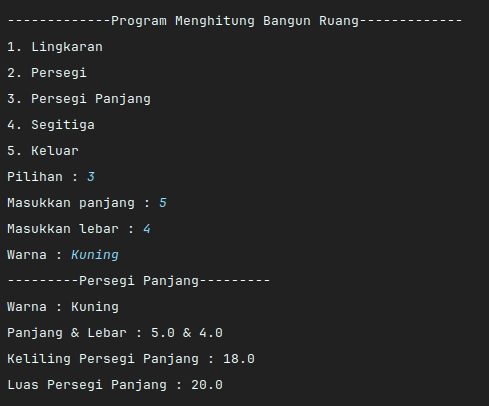 -------------Program Menghitung Bangun Ruang-------------
1. Lingkaran
2. Persegi
3. Persegi Panjang
4. Segitiga
5. Keluar
Pilihan : 3
Masukkan panjang : 5
Masukkan lebar : 4
Warna : Kuning
---------Persegi Panjang---------
Warna : Kuning
Panjang & Lebar : 5.0 & 4.0
Keliling Persegi Panjang : 18.0
Luas Persegi Panjang : 20.0